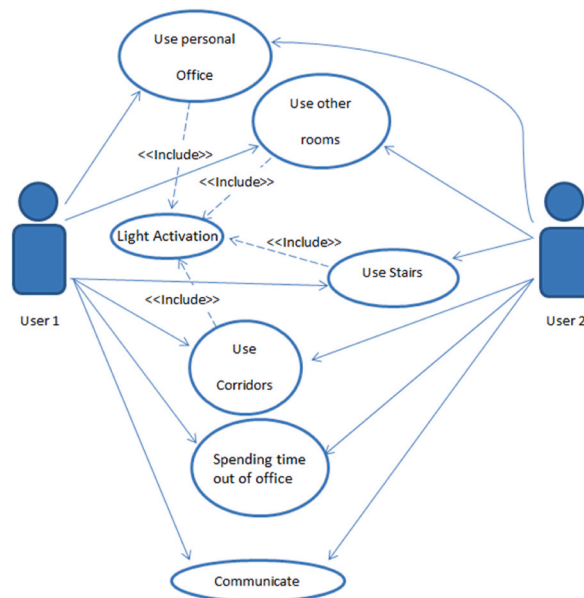 Use personal
Office
Use other
rooms
<<Include>>
<<Include>>
Light Activation
<<Include>>
Use Stairs
<<Include>>
User 1
User 2
Use
Corridors
Spending time
out of office
Communicate